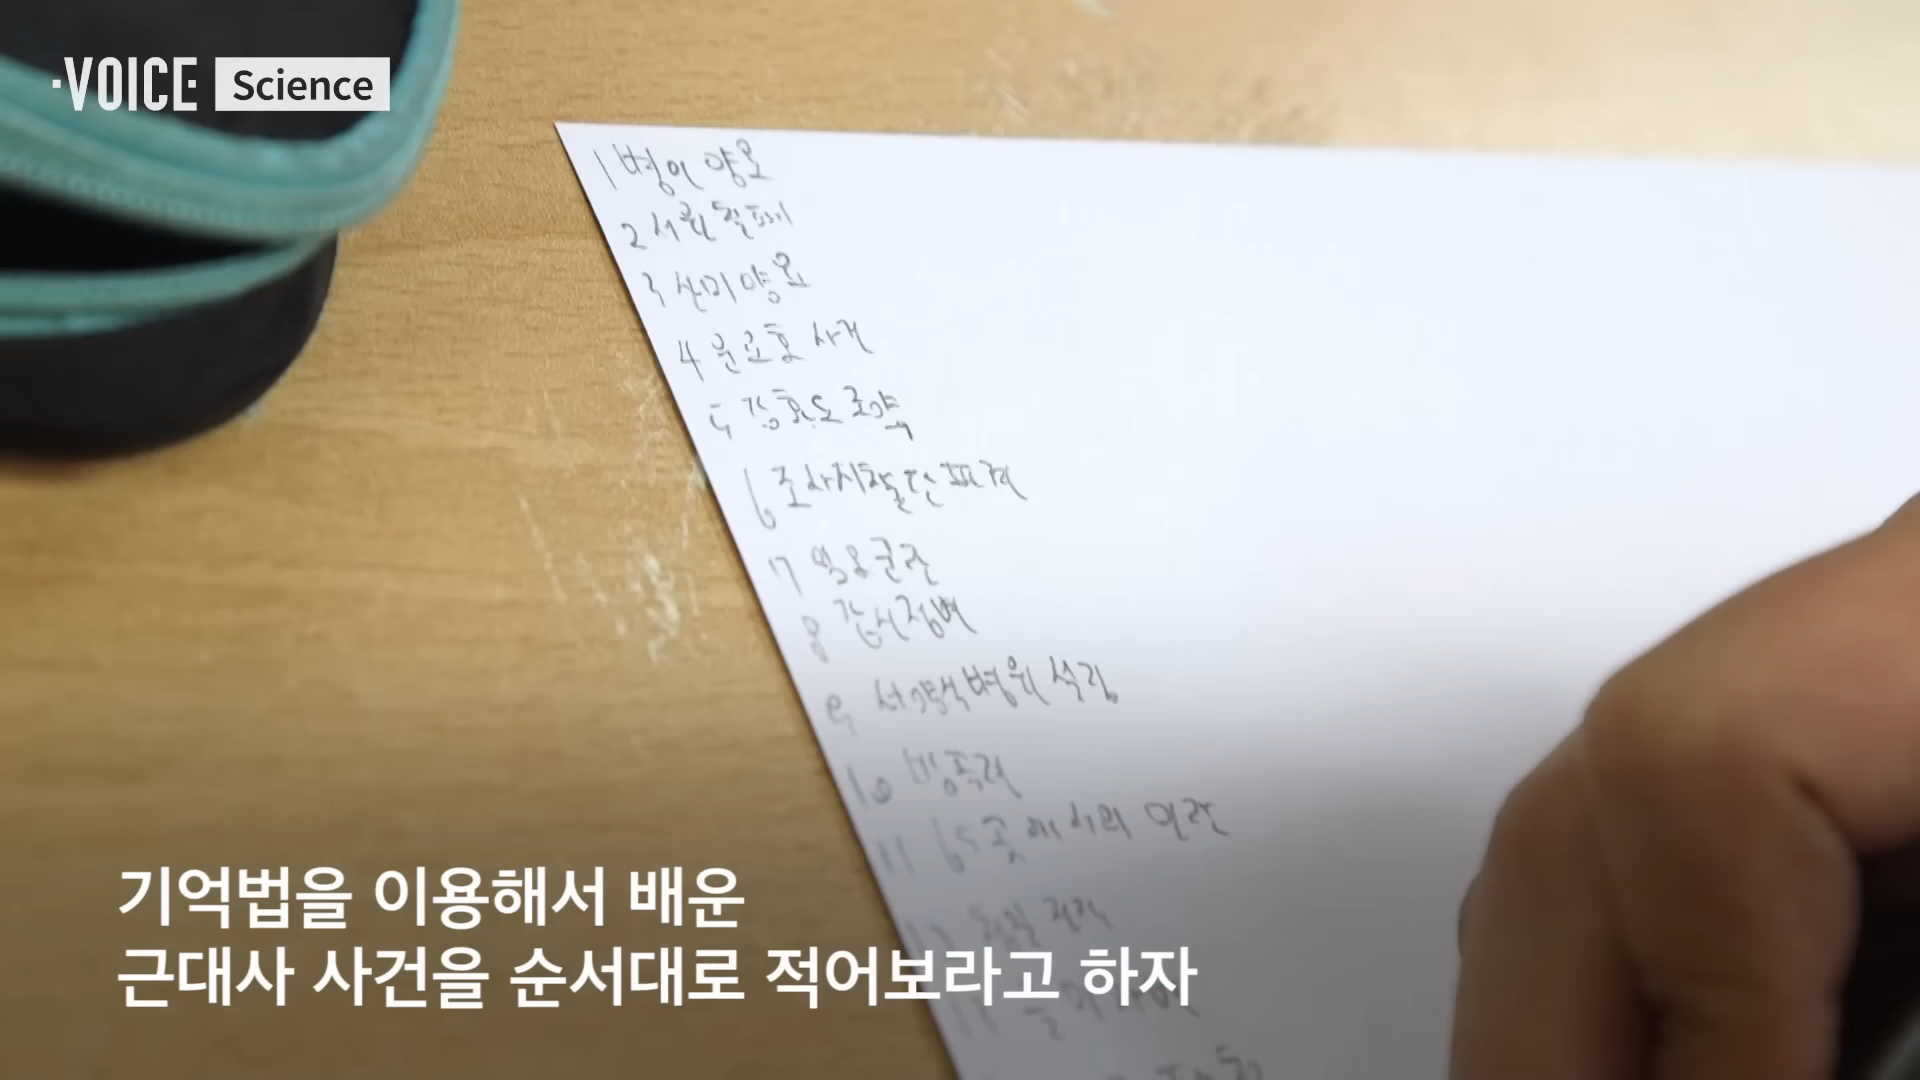 VOICE Science
1 병인양요
2 서원철폐
3 신미양요
4 운요호 사건
5 강화도 조약
6 조사시찰단 파견
7 임오군란
8 갑신정변
9 서양식 병원 설립
10 방곡령
11 65곳에서의 민란
기억법을 이용해서 배운
근대사 사건을 순서대로 적어보라고 하자